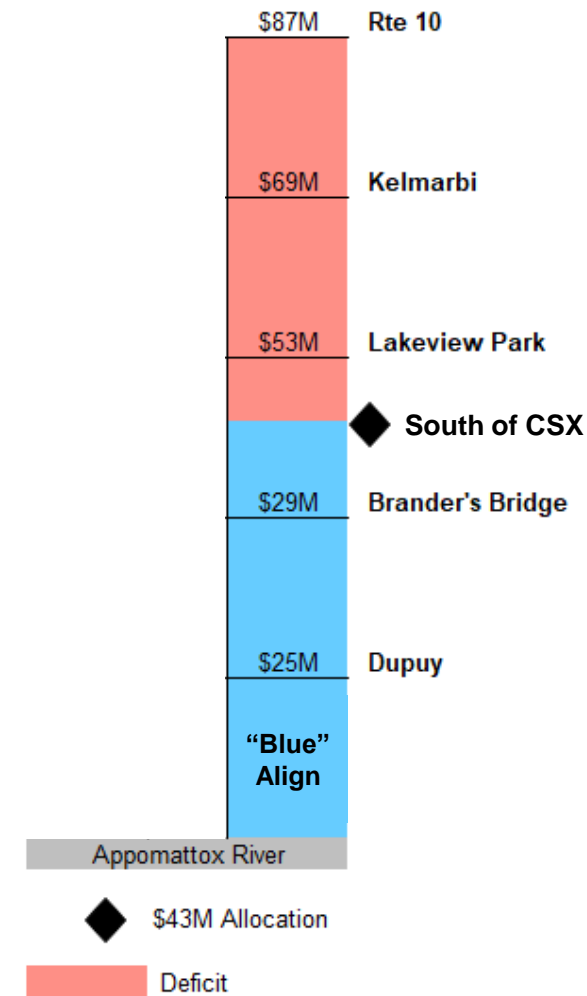 $87M Rte 10
$69M Kelmarbi
$53M Lakeview Park
South of CSX
$29M Brander's Bridge
$25M Dupuy
“Blue”
Align
Appomattox River
$43M Allocation
Deficit